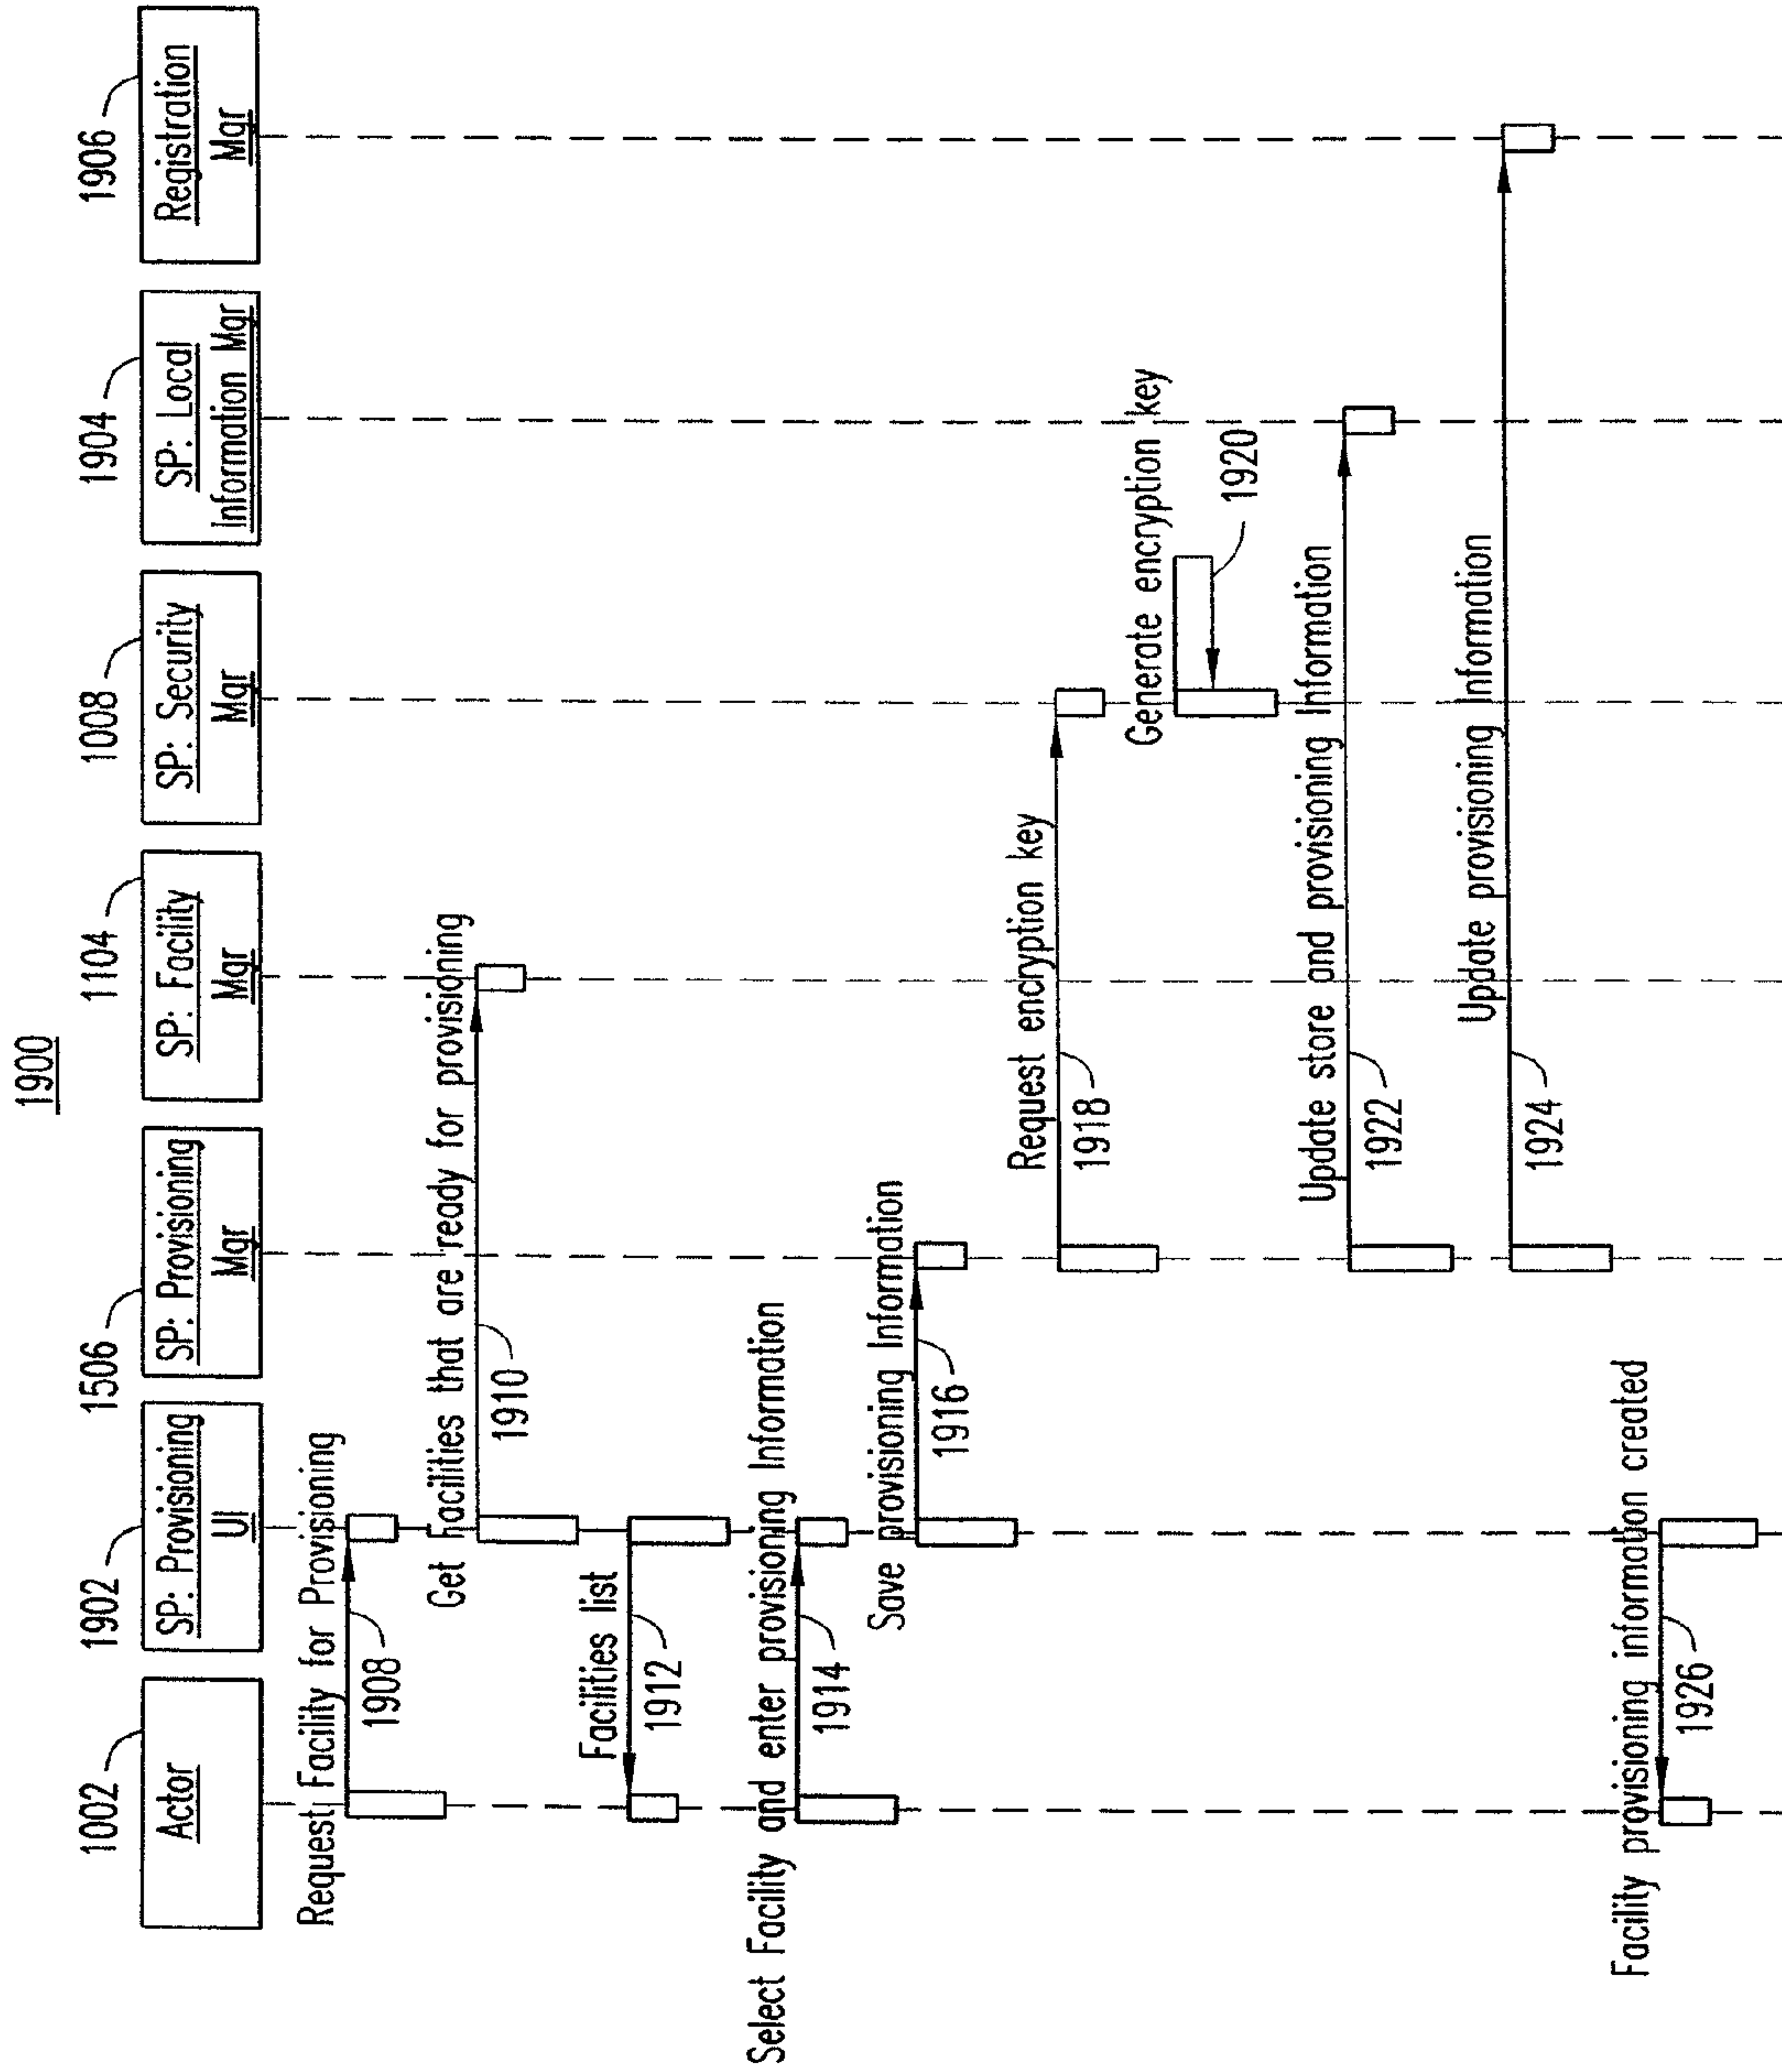 1900
1002
1902
1506
1104
1008
1904
1906
Actor
SP: Provisioning
UI
SP: Provisioning
Mgr
SP: Facility
Mgr
SP: Security
Mgr
SP: Local
Information Mgr
Registration
Mgr
Request Facility for Provisioning
1908
Get Facilities that are ready for provisioning
1910
Facilities list
1912
Select Facility and enter provisioning Information
1914
Save provisioning Information
1916
Request encryption key
1918
Generate encryption key
1920
Update store and provisioning Information
1922
Update provisioning Information
1924
Facility provisioning information created
1926